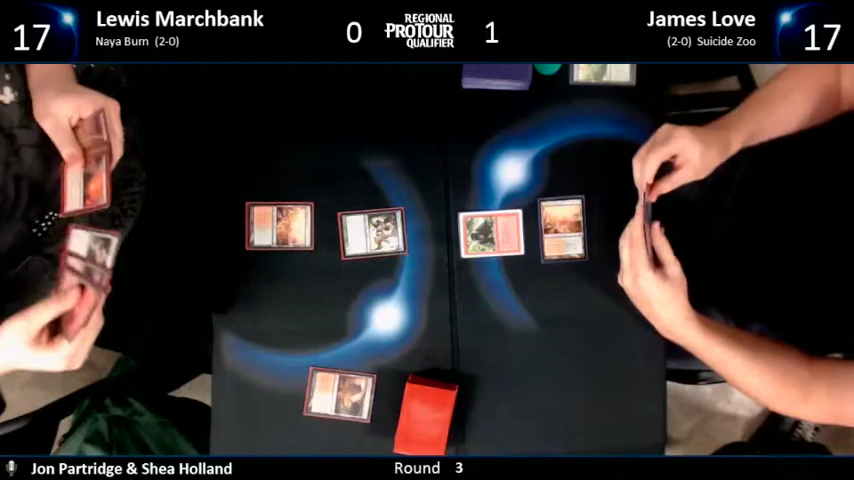 17
Lewis Marchbank
Naya Burn (2-0)
0
REGIONAL
PROTOUR
QUALIFIER
1
James Love
(2-0) Suicide Zoo
17
Jon Partridge & Shea Holland
Round 3